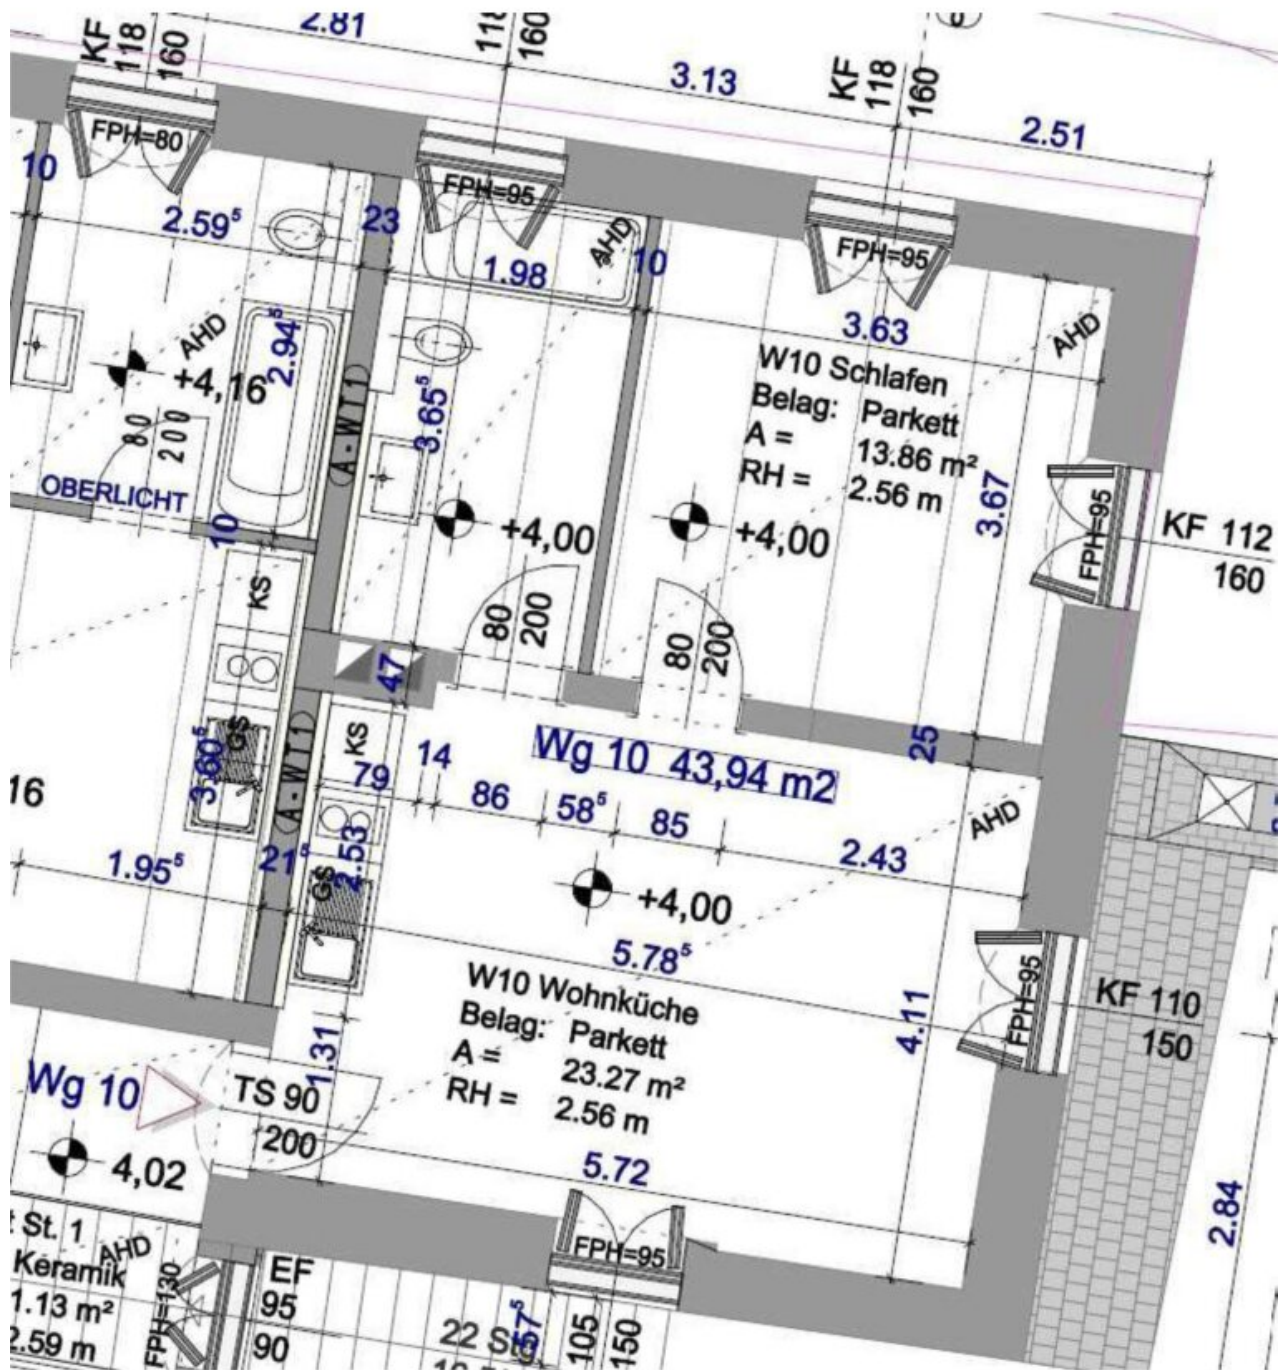 2.81
KF
118
160
160
3.13
KF
118
160
2.51
FPH=80
FPH=95
FPH=95
10
2.59⁵
23
1.98
AHD
10
3.63
AHD
AHD
2.94⁵
+4,16
80
200
OBERLICHT
10
A-WT1
3.65⁵
W10 Schlafen
Belag: Parkett
A = 13.86 m²
RH = 2.56 m
3.67
FPH=95
KF 112
160
+4,00
+4,00
80
200
80
200
KS
47
25
Wg 10 43,94 m2
KS
79
14
86
58⁵
85
2.43
AHD
GS
3.60⁵
A-WT1
16
1.95⁵
21⁵
2.53
GS
+4,00
5.78⁵
W10 Wohnküche
Belag: Parkett
A = 23.27 m²
RH = 2.56 m
4.11
FPH=95
KF 110
150
1.31
Wg 10
TS 90
200
4,02
5.72
2.84
FPH=95
St. 1
AHD
Keramik
1.13 m²
2.59 m
FPH=130
EF
95
90
22
57⁵
105
150